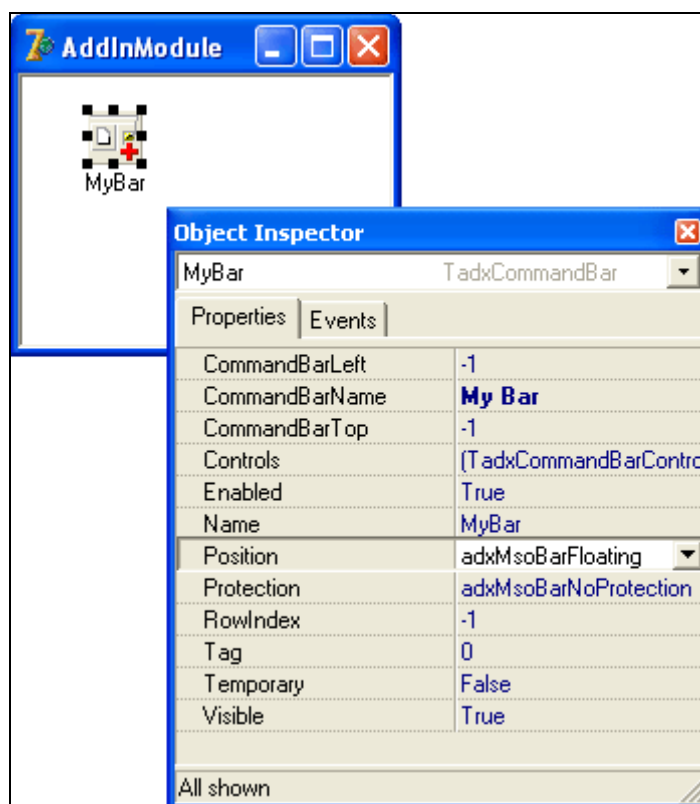 AddInModule
MyBar
Object Inspector
MyBar TadxCommandBar
Properties Events
CommandBarLeft -1
CommandBarName My Bar
CommandBarTop -1
Controls (TadxCommandBarContro
Enabled True
Name MyBar
Position adxMsoBarFloating
Protection adxMsoBarNoProtection
RowIndex -1
Tag 0
Temporary False
Visible True
All shown